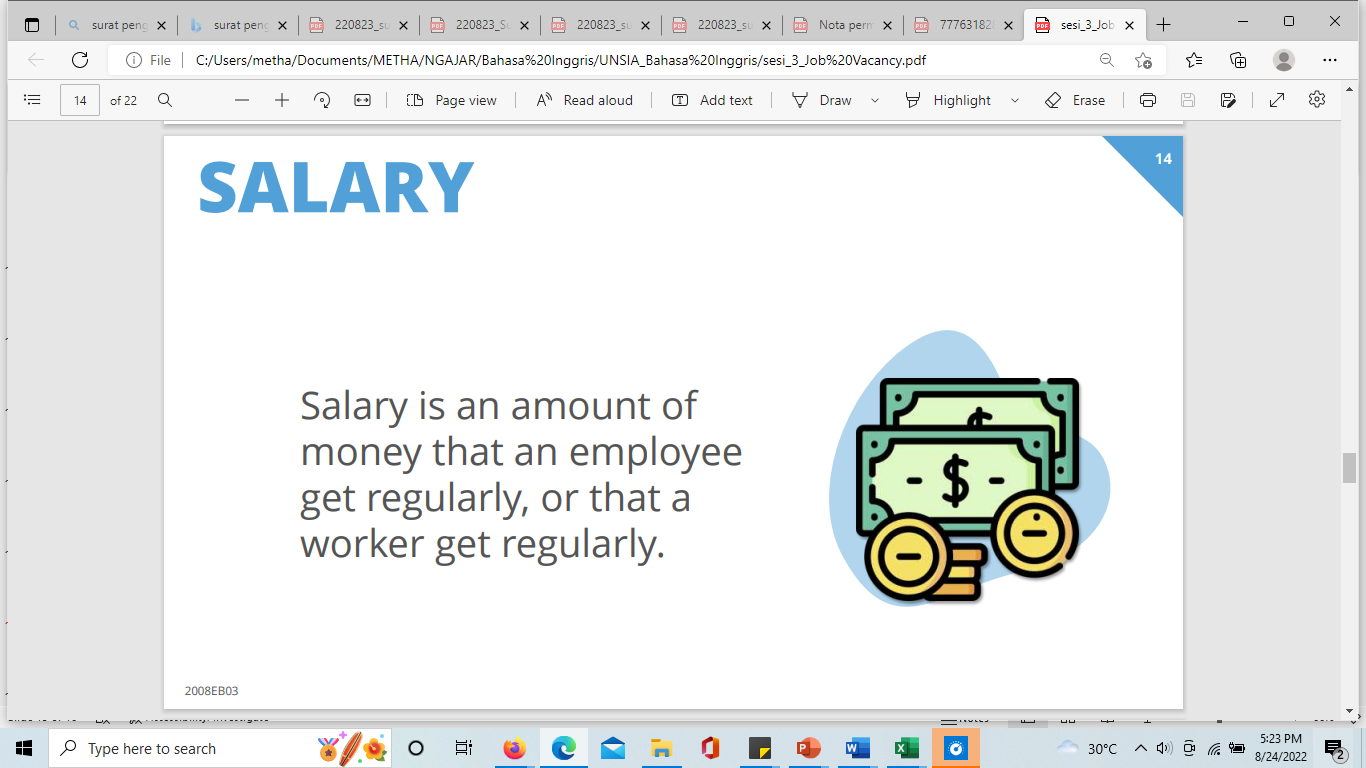 surat peng
surat peng
220823_su
220823_Su
220823_su
220823_su
Nota perm
77763182
sesi_3_Job
File
C:/Users/metha/Documents/METHA/NGAJAR/Bahasa%20Inggris/UNSIA_Bahasa%20Inggris/sesi_3_Job%20Vacancy.pdf
14 of 22
Page view
Read aloud
Add text
Draw
Highlight
Erase
SALARY
14
Salary is an amount of
money that an employee
get regularly, or that a
worker get regularly.
2008EB03
Type here to search
30°C
5:23 PM
8/24/2022
2